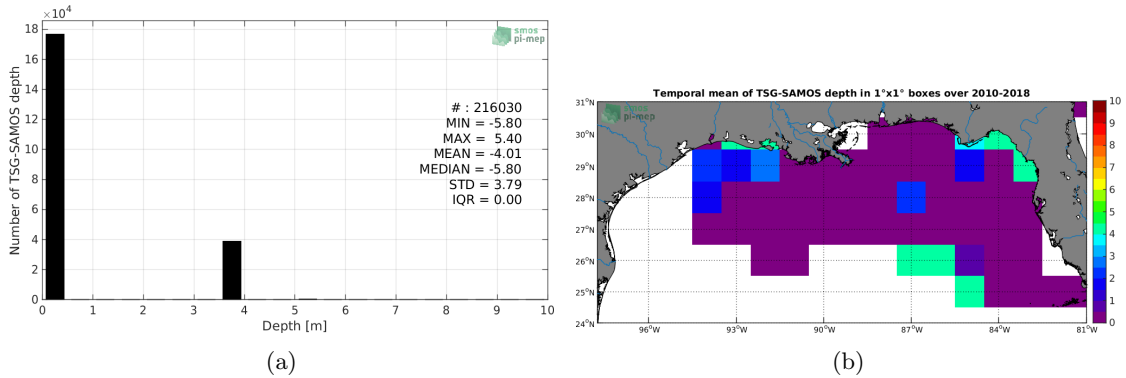 ×10⁴
18
16
14
12
10
8
6
4
2
0
Number of TSG-SAMOS depth
smos
pi-mep
# : 216030
MIN = -5.80
MAX = 5.40
MEAN = -4.01
MEDIAN = -5.80
STD = 3.79
IQR = 0.00
0 1 2 3 4 5 6 7 8 9 10
Depth [m]
(a)
Temporal mean of TSG-SAMOS depth in 1°x1° boxes over 2010-2018
smos
pi-mep
31°N
30°N
29°N
28°N
27°N
26°N
25°N
24°N
96°W 93°W 90°W 87°W 84°W 81°W
10
9
8
7
6
5
4
3
2
1
0
(b)